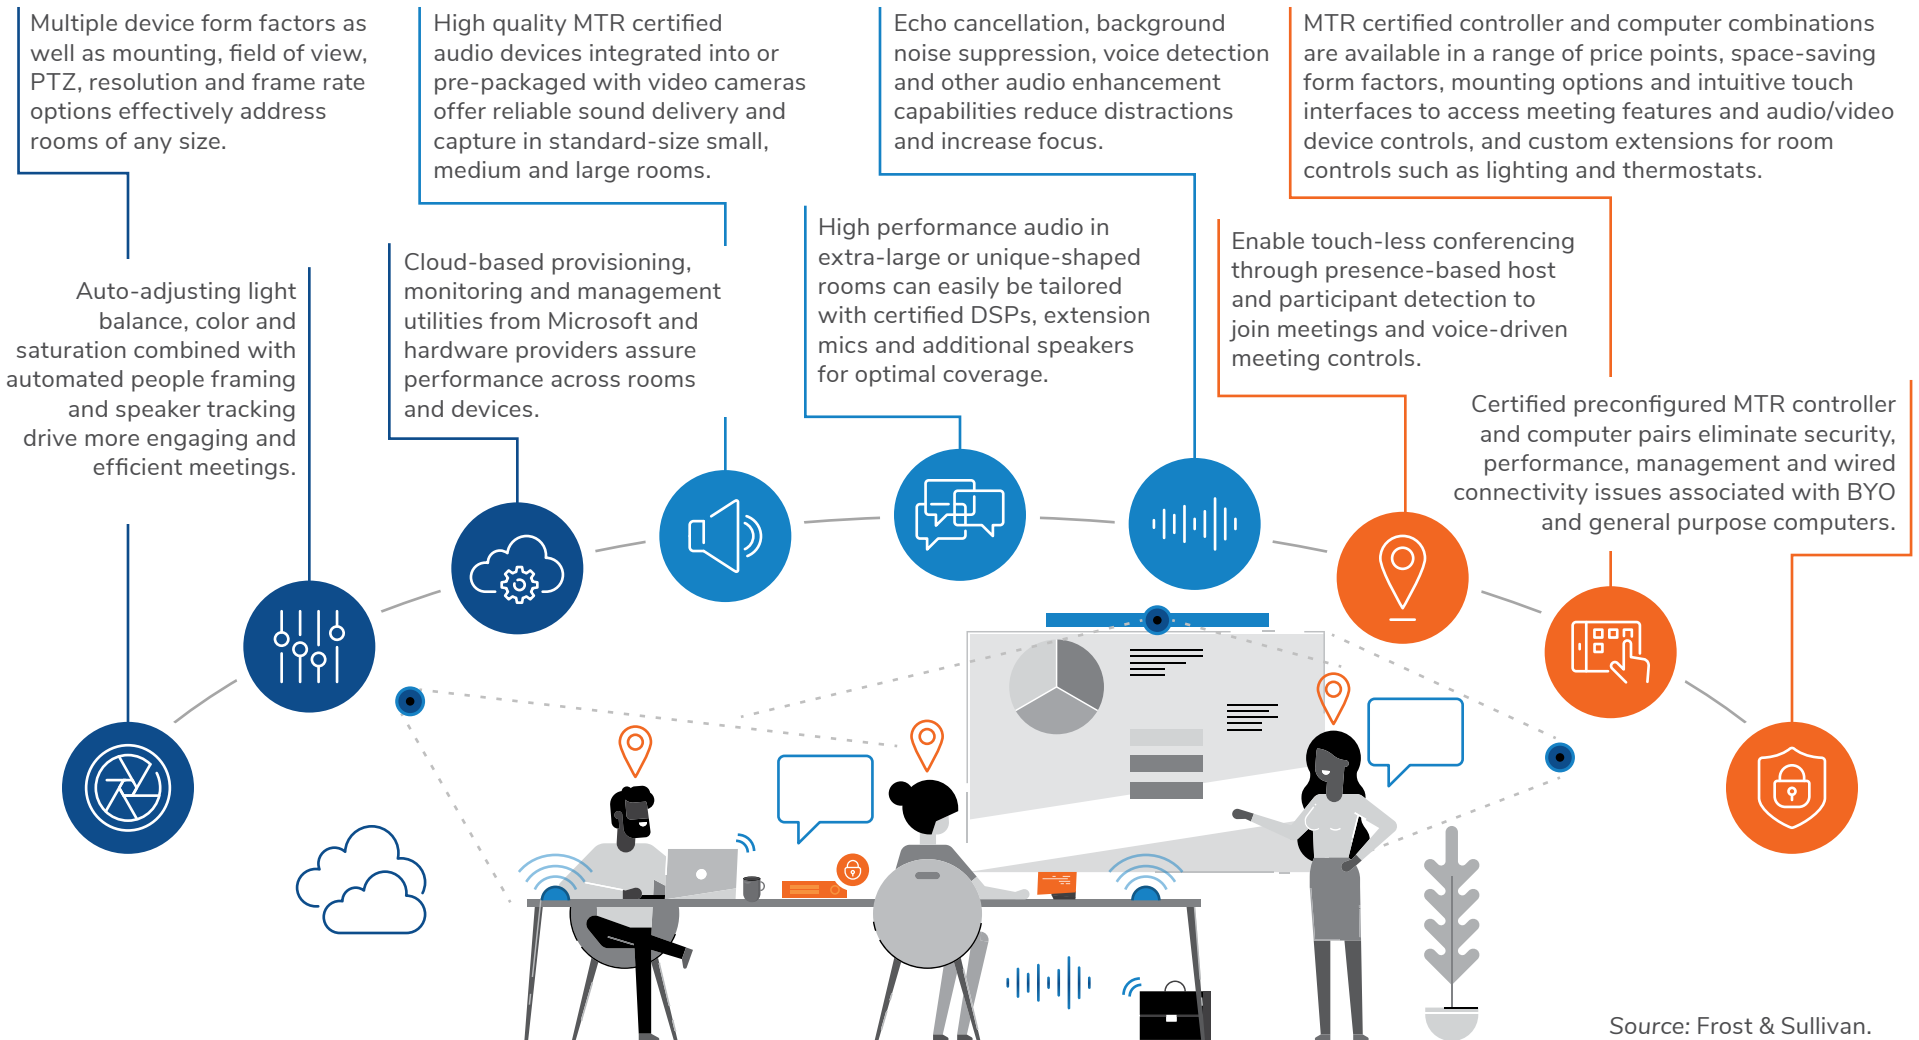 Multiple device form factors as
well as mounting, field of view,
PTZ, resolution and frame rate
options effectively address
rooms of any size.
Auto-adjusting light
balance, color and
saturation combined with
automated people framing
and speaker tracking
drive more engaging and
efficient meetings.
Cloud-based provisioning,
monitoring and management
utilities from Microsoft and
hardware providers assure
performance across rooms
and devices.
High quality MTR certified
audio devices integrated into or
pre-packaged with video cameras
offer reliable sound delivery and
capture in standard-size small,
medium and large rooms.
High performance audio in
extra-large or unique-shaped
rooms can easily be tailored
with certified DSPs, extension
mics and additional speakers
for optimal coverage.
Echo cancellation, background
noise suppression, voice detection
and other audio enhancement
capabilities reduce distractions
and increase focus.
Enable touch-less conferencing
through presence-based host
and participant detection to
join meetings and voice-driven
meeting controls.
MTR certified controller and computer combinations
are available in a range of price points, space-saving
form factors, mounting options and intuitive touch
interfaces to access meeting features and audio/video
device controls, and custom extensions for room
controls such as lighting and thermostats.
Certified preconfigured MTR controller
and computer pairs eliminate security,
performance, management and wired
connectivity issues associated with BYO
and general purpose computers.
Source: Frost & Sullivan.